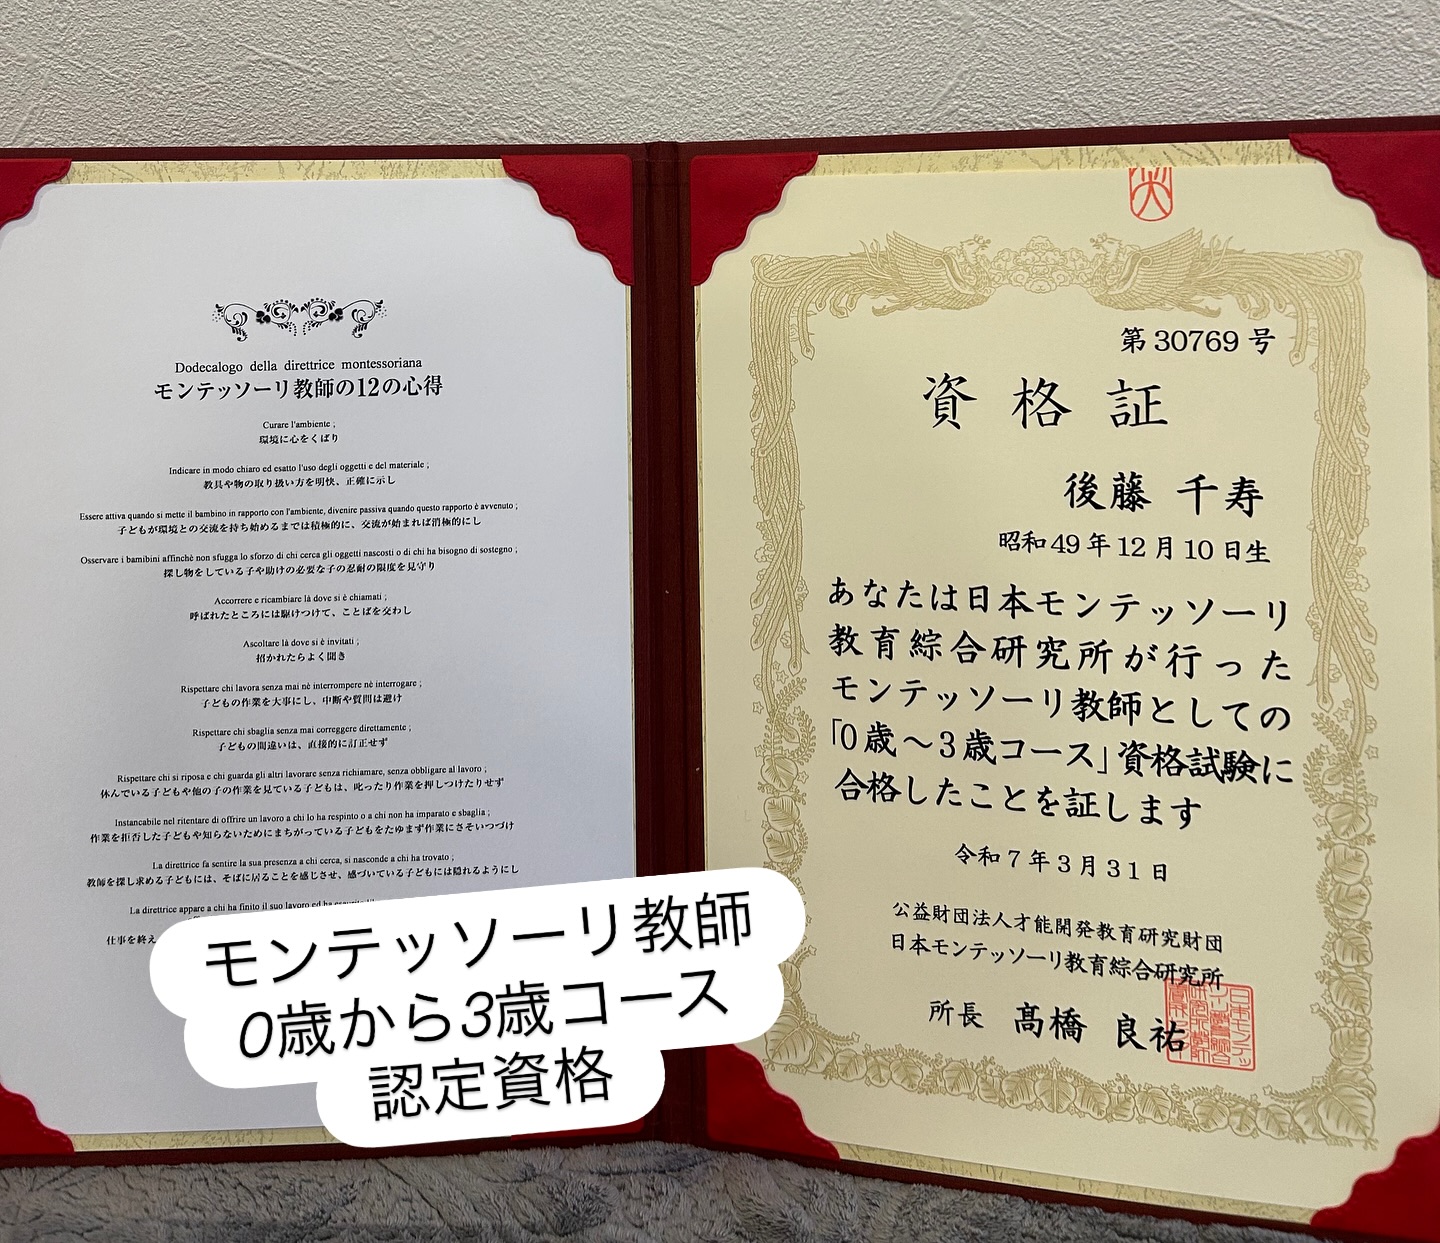 Dodecalogo della direttrice montessoriana
モンテッソーリ教師の12の心得
Curare l'ambiente ;
環境に心をくばり
Indicare in modo chiaro ed esatto l'uso degli oggetti e del materiale ;
教具や物の取り扱い方を明快、正確に示し
Essere attiva quando si mette il bambino in rapporto con l'ambiente, divenire passiva quando questo rapporto è avvenuto ;
子どもが環境との交流を持ち始めるまでは積極的に、交流が始まれば消極的にし
Osservare i bamibini affinchè non sfugga lo sforzo di chi cerca gli oggetti nascosti o di chi ha bisogno di sostegno ;
探し物をしている子や助けの必要な子の忍耐の限度を見守り
Accorrere e ricambiare là dove si è chiamati ;
呼ばれたところには駆けつけて、ことばを交わし
Ascoltare là dove si è invitati ;
招かれたらよく聞き
Rispettare chi lavora senza mai nè interrompere nè interrogare ;
子どもの作業を大事にし、中断や質問は避け
Rispettare chi sbaglia senza mai correggere direttamente ;
子どもの間違いは、直接的に訂正せず
Rispettare chi si riposa e chi guarda gli altri lavorare senza richiamare, senza obbligare al lavoro ;
休んでいる子どもや他の子の作業を見ている子どもは、叱ったり作業を押しつけたりせず
Instancabile nel ritentare di offrire un lavoro a chi lo ha respinto o a chi non ha imparato e sbaglia ;
作業を拒否した子どもや知らないためにまちがっている子どもをたゆまず作業にさそいつづけ
La direttrice fa sentire la sua presenza a chi cerca, si nasconde a chi ha trovato ;
教師を探し求める子どもには、そばに居ることを感じさせ、感づいている子どもには隠れるようにし
La direttrice appare a chi ha finito il suo lavoro ed ha
仕事を終え
モンテッソーリ教師
0歳から3歳コース
認定資格
第30769号
資格証
後藤 千寿
昭和49年12月10日生
あなたは日本モンテッソーリ
教育綜合研究所が行った
モンテッソーリ教師としての
「0歳～3歳コース」資格試験に
合格したことを証します
令和7年3月31日
公益財団法人才能開発教育研究財団
日本モンテッソーリ教育綜合研究所
所長 髙橋 良祐